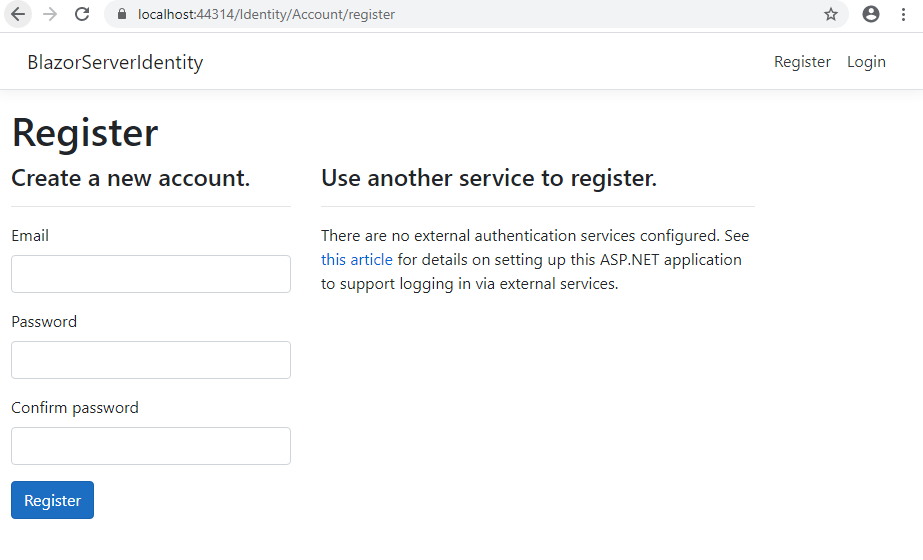 localhost:44314/Identity/Account/register
BlazorServerIdentity
Register
Login
Register
Create a new account.
Email
Password
Confirm password
Register
Use another service to register.
There are no external authentication services configured. See
this article for details on setting up this ASP.NET application
to support logging in via external services.